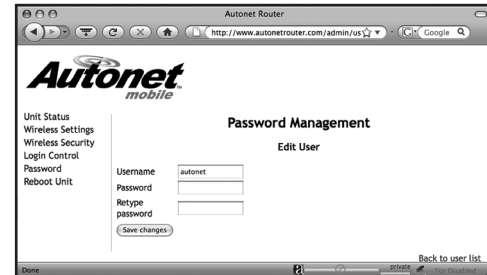 Autonet Router
http://www.autonetrouter.com/admin/us
Google
Autonet
mobile
Unit Status
Wireless Settings
Wireless Security
Login Control
Password
Reboot Unit
Password Management
Edit User
Username autonet
Password
Retype
password
Save changes
Back to user list
Done
private
Tor Disabled